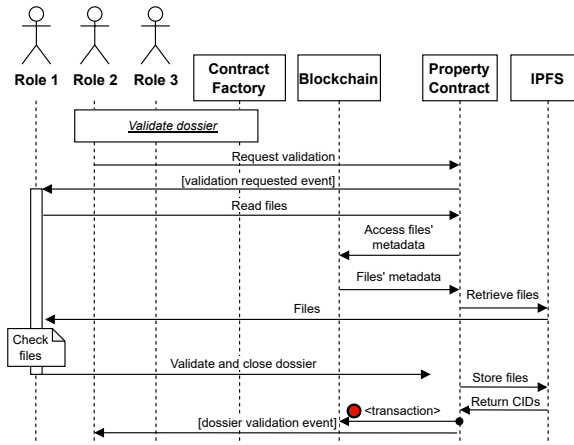 Role 1
Role 2
Role 3
Contract
Factory
Blockchain
Property
Contract
IPFS
Validate dossier
Request validation
[validation requested event]
Read files
Access files'
metadata
Files' metadata
Retrieve files
Files
Check
files
Validate and close dossier
Store files
Return CIDs
<transaction>
[dossier validation event]